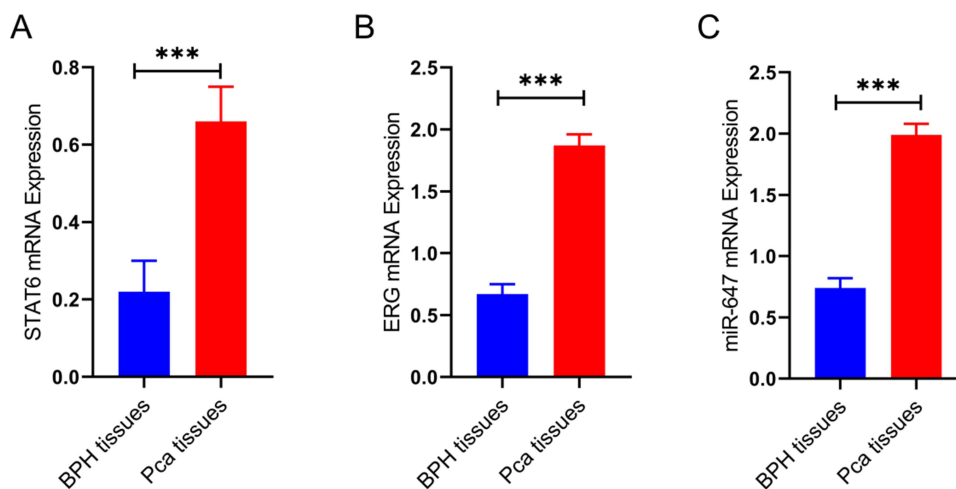 A
STAT6 mRNA Expression
0.8
0.6
0.4
0.2
0.0
***
BPH tissues
Pca tissues
B
ERG mRNA Expression
2.5
2.0
1.5
1.0
0.5
0.0
***
BPH tissues
Pca tissues
C
miR-647 mRNA Expression
2.5
2.0
1.5
1.0
0.5
0.0
***
BPH tissues
Pca tissues